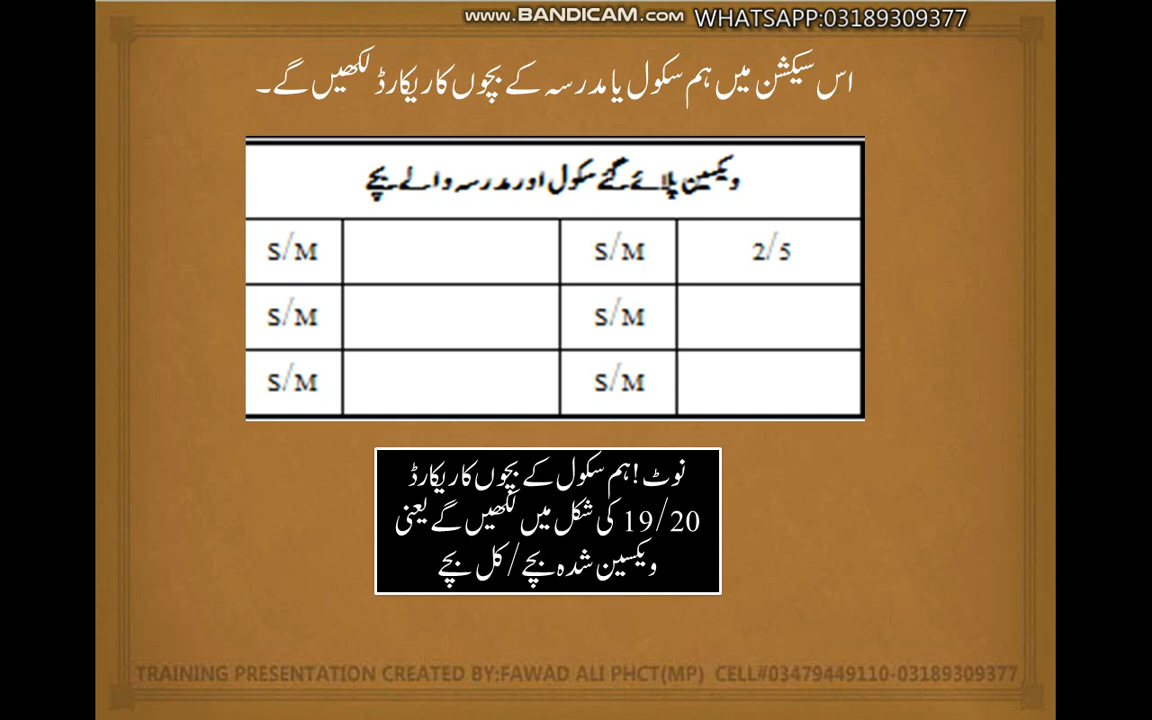 www.BANDICAM.com WHATSAPP:03189309377
اس سیکشن میں ہم سکول یا مدرسہ کے بچوں کا ریکارڈ لکھیں گے۔
ویکسین پلائے گئے سکول اور مدرسہ والے بچے
S/M S/M 2/5
S/M S/M
S/M S/M
نوٹ! ہم سکول کے بچوں کا ریکارڈ
19/20 کی شکل میں لکھیں گے یعنی
ویکسین شدہ بچے / کل بچے
TRAINING PRESENTATION CREATED BY:FAWAD ALI PHCT(MP) CELL#03479449110-03189309377